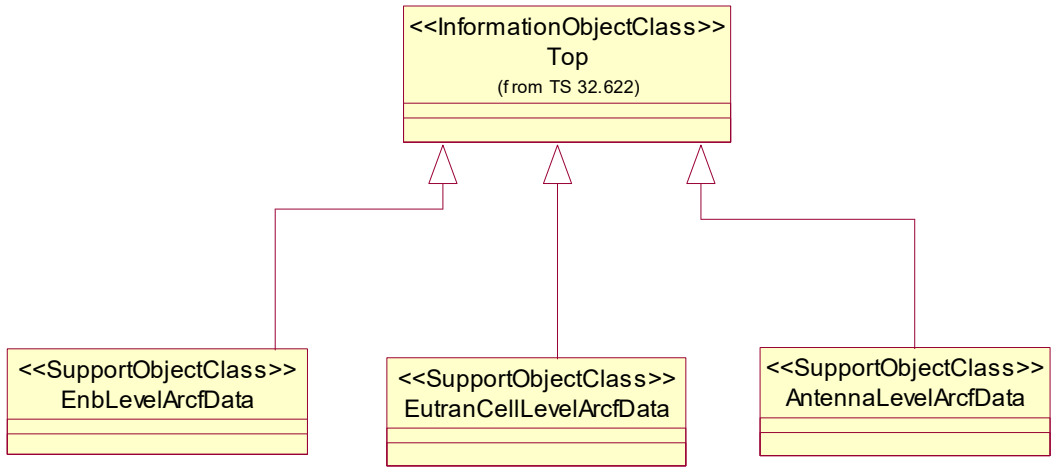 <<InformationObjectClass>>
Top
(from TS 32.622)
<<SupportObjectClass>>
EnbLevelArcfData
<<SupportObjectClass>>
EutranCellLevelArcfData
<<SupportObjectClass>>
AntennaLevelArcfData